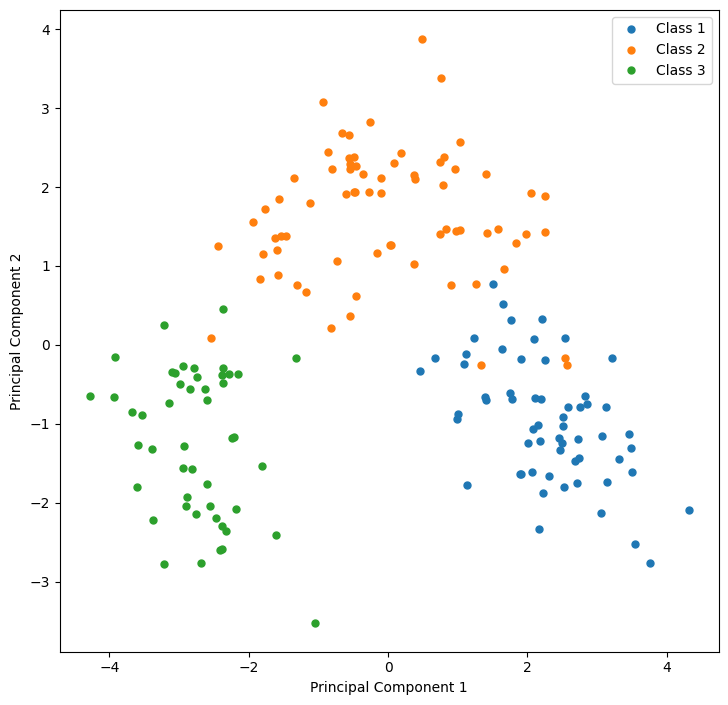 Class 1
Class 2
Class 3
4
3
2
1
0
−1
−2
−3
Principal Component 2
−4
−2
0
2
4
Principal Component 1